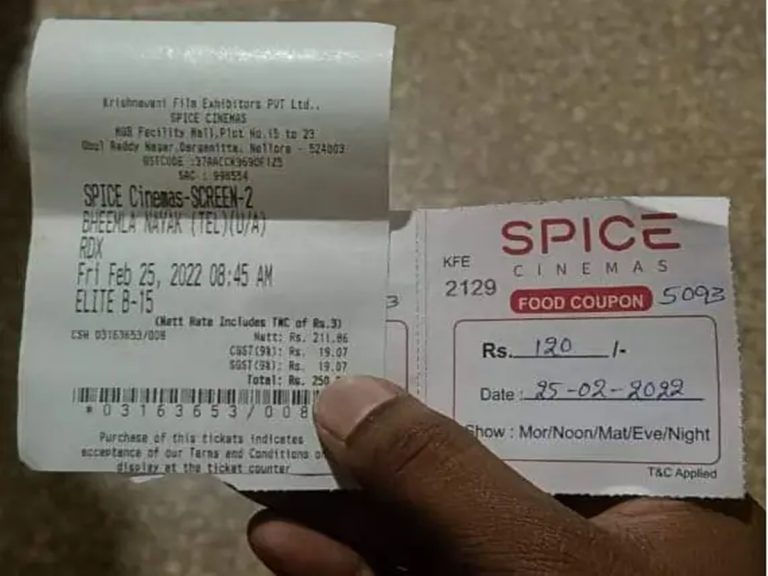 Krishnaveni Film Exhibitors PVT Ltd.,
SPICE CINEMAS
MGB Facility Mall,Plot No.15 to 23
Nagar,Dargamitta, Nellore - 524003
SAC : 998554
SPICE Cinemas-SCREEN-2
BHEEMLA NAYAK (TEL)(U/A)
RDX
Fri Feb 25, 2022 08:45 AM
ELITE B-15
(Nett Rate Includes TMC of Rs.3)
CSH 03163653/008
Nett: Rs. 211.86
CGST(9%): Rs. 19.07
SGST(9%): Rs. 19.07
Total: Rs. 250.
*03163653/008
Purchase of this tickets indicates
acceptance of our Terms and Conditions o
display at the ticket counter
3
SPICE
CINEMAS
KFE
2129
FOOD COUPON 5093
Rs. 120 /-
Date : 25-02-2022
Show : Mor/Noon/Mat/Eve/Night
T&C Applied